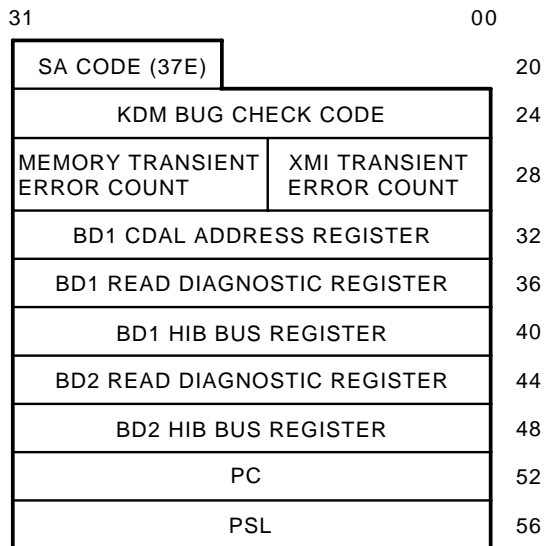 31 00
SA CODE (37E) 20
KDM BUG CHECK CODE 24
MEMORY TRANSIENT XMI TRANSIENT
ERROR COUNT ERROR COUNT 28
BD1 CDAL ADDRESS REGISTER 32
BD1 READ DIAGNOSTIC REGISTER 36
BD1 HIB BUS REGISTER 40
BD2 READ DIAGNOSTIC REGISTER 44
BD2 HIB BUS REGISTER 48
PC 52
PSL 56